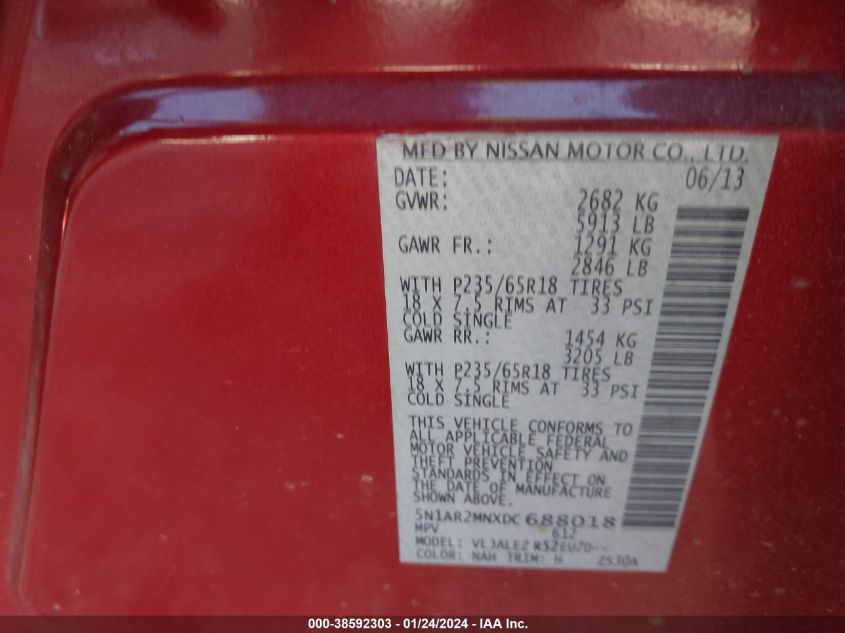 MFD BY NISSAN MOTOR CO., LTD.
DATE: 06/13
GVWR: 2682 KG
5913 LB
GAWR FR.: 1291 KG
2846 LB
WITH P235/65R18 TIRES
18 X 7.5 RIMS AT 33 PSI
COLD SINGLE
GAWR RR.: 1454 KG
3205 LB
WITH P235/65R18 TIRES
18 X 7.5 RIMS AT 33 PSI
COLD SINGLE
THIS VEHICLE CONFORMS TO
ALL APPLICABLE FEDERAL
MOTOR VEHICLE SAFETY AND
THEFT PREVENTION
STANDARDS IN EFFECT ON
THE DATE OF MANUFACTURE
SHOWN ABOVE.
5N1AR2MNXDC688018
MPV 612
MODEL:
COLOR: NAH TRIM: H 2S30A
000-38592303 - 01/24/2024 - IAA Inc.